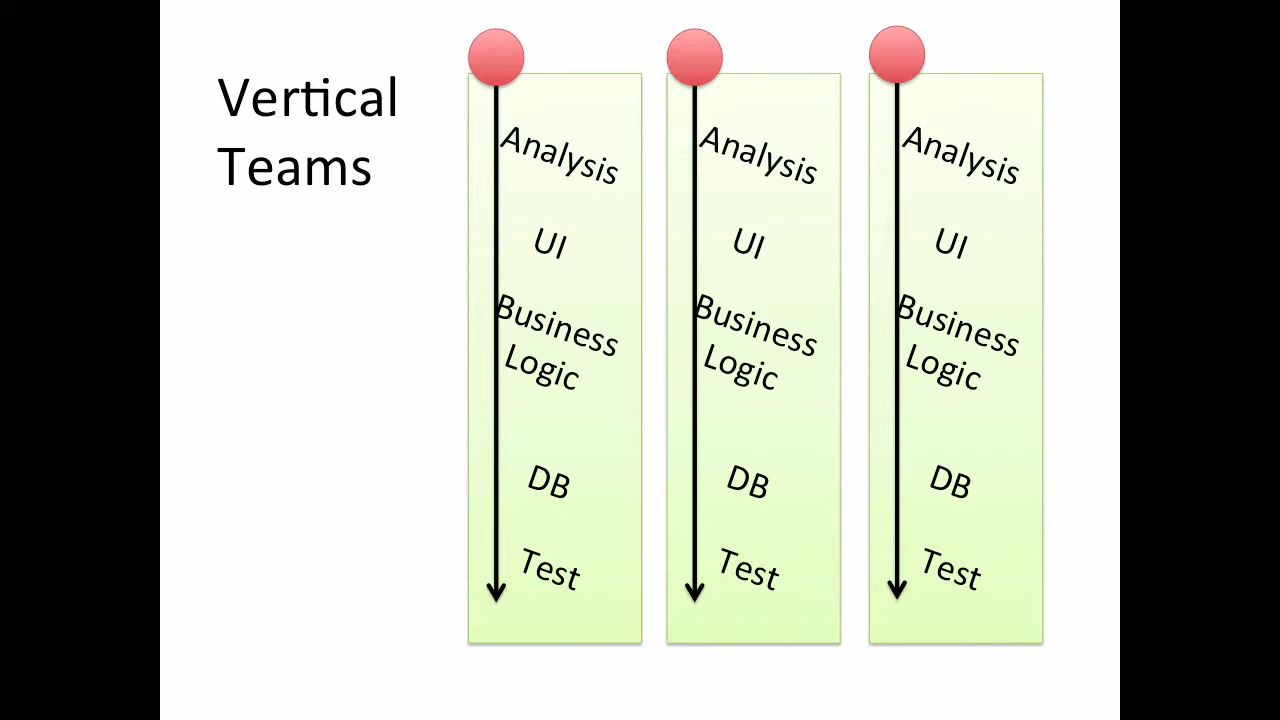 Vertical
Teams
Analysis
UI
Business
Logic
DB
Test
Analysis
UI
Business
Logic
DB
Test
Analysis
UI
Business
Logic
DB
Test